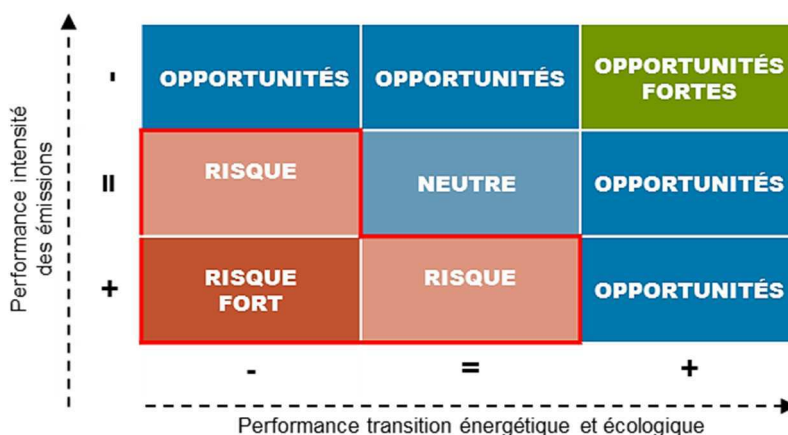 Performance intensité
des émissions
-
OPPORTUNITÉS
OPPORTUNITÉS
OPPORTUNITÉS
FORTES
=
RISQUE
NEUTRE
OPPORTUNITÉS
+
RISQUE
FORT
RISQUE
OPPORTUNITÉS
-
=
+
Performance transition énergétique et écologique